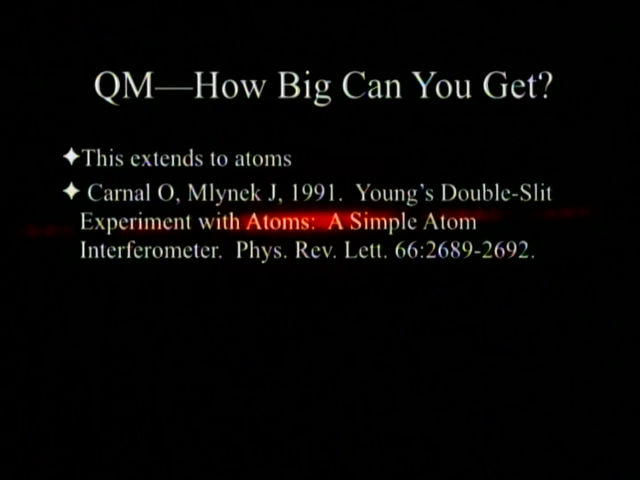 QM—How Big Can You Get?
✦This extends to atoms
✦ Carnal O, Mlynek J, 1991. Young's Double-Slit
Experiment with Atoms: A Simple Atom
Interferometer. Phys. Rev. Lett. 66:2689-2692.